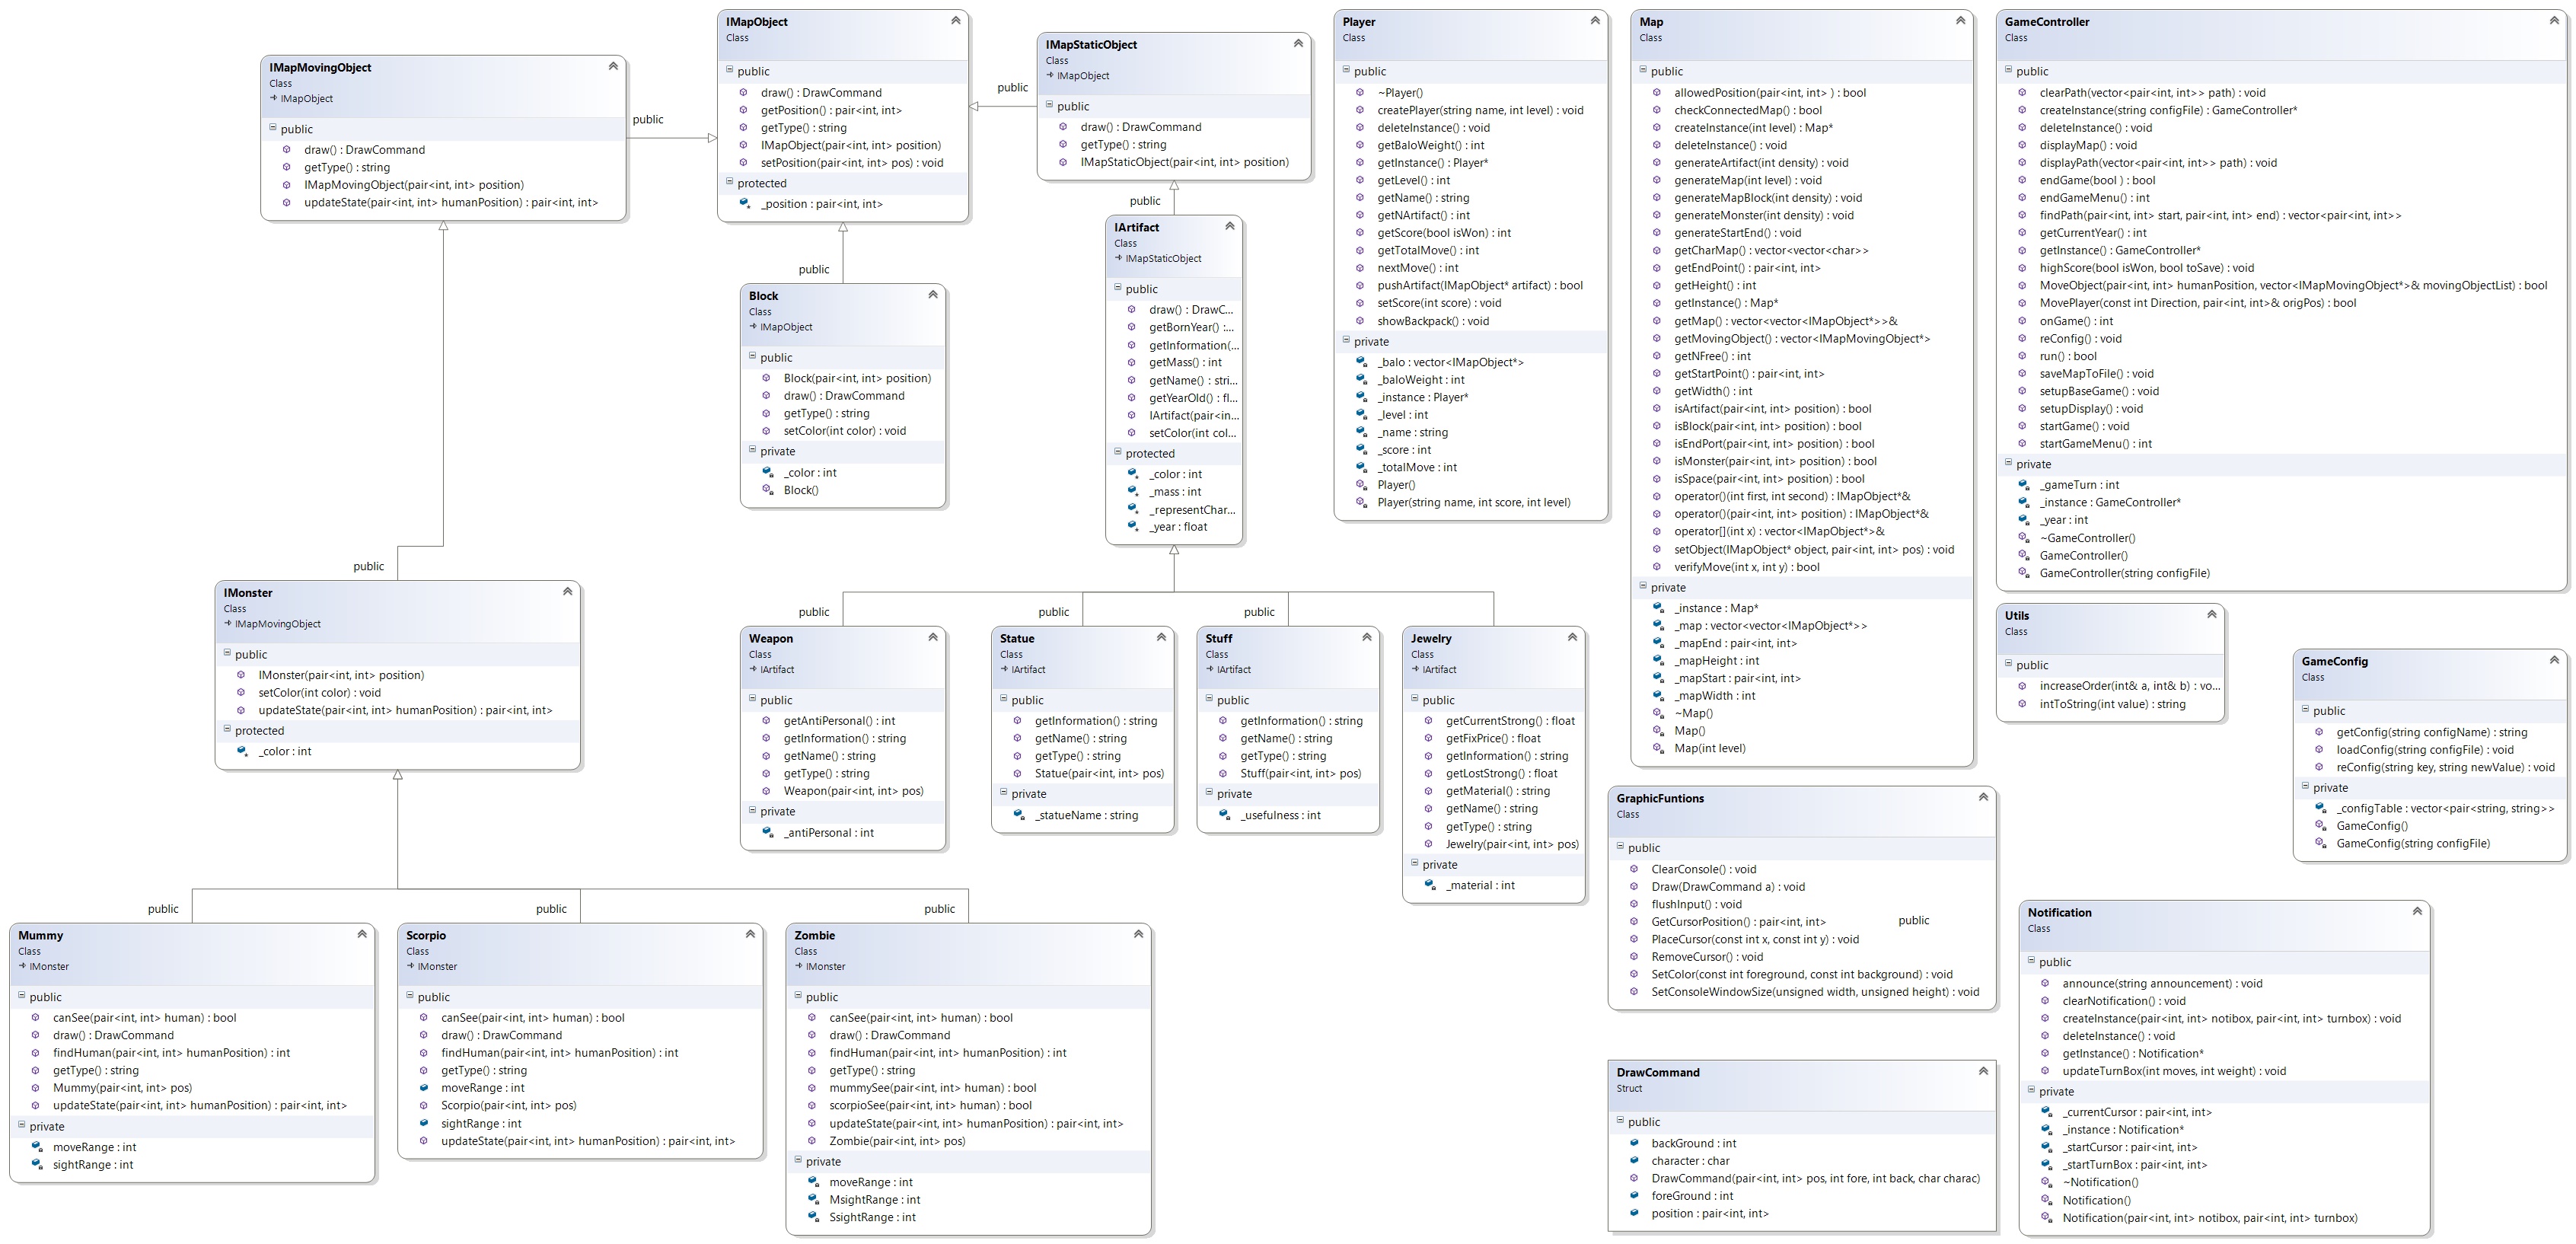 IMapMovingObject
Class
IMapObject
public
draw() : DrawCommand
getType() : string
IMapMovingObject(pair<int, int> position)
updateState(pair<int, int> humanPosition) : pair<int, int>
public
IMapObject
Class
public
draw() : DrawCommand
getPosition() : pair<int, int>
getType() : string
IMapObject(pair<int, int> position)
setPosition(pair<int, int> pos) : void
protected
_position : pair<int, int>
public
IMapStaticObject
Class
IMapObject
public
draw() : DrawCommand
getType() : string
IMapStaticObject(pair<int, int> position)
public
Block
Class
IMapObject
public
Block(pair<int, int> position)
draw() : DrawCommand
getType() : string
setColor(int color) : void
private
_color : int
Block()
public
IArtifact
Class
IMapStaticObject
public
draw() : DrawC...
getBornYear() :...
getInformation(...
getMass() : int
getName() : stri...
getYearOld() : fl...
IArtifact(pair<in...
setColor(int col...
protected
_color : int
_mass : int
_representChar...
_year : float
Player
Class
public
~Player()
createPlayer(string name, int level) : void
deleteInstance() : void
getBaloWeight() : int
getInstance() : Player*
getLevel() : int
getName() : string
getNArtifact() : int
getScore(bool isWon) : int
getTotalMove() : int
nextMove() : int
pushArtifact(IMapObject* artifact) : bool
setScore(int score) : void
showBackpack() : void
private
_balo : vector<IMapObject*>
_baloWeight : int
_instance : Player*
_level : int
_name : string
_score : int
_totalMove : int
Player()
Player(string name, int score, int level)
Map
Class
public
allowedPosition(pair<int, int> ) : bool
checkConnectedMap() : bool
createInstance(int level) : Map*
deleteInstance() : void
generateArtifact(int density) : void
generateMap(int level) : void
generateMapBlock(int density) : void
generateMonster(int density) : void
generateStartEnd() : void
getCharMap() : vector<vector<char>>
getEndPoint() : pair<int, int>
getHeight() : int
getInstance() : Map*
getMap() : vector<vector<IMapObject*>>&
getMovingObject() : vector<IMapMovingObject*>
getNFree() : int
getStartPoint() : pair<int, int>
getWidth() : int
isArtifact(pair<int, int> position) : bool
isBlock(pair<int, int> position) : bool
isEndPort(pair<int, int> position) : bool
isMonster(pair<int, int> position) : bool
isSpace(pair<int, int> position) : bool
operator()(int first, int second) : IMapObject*&
operator()(pair<int, int> position) : IMapObject*&
operator[](int x) : vector<IMapObject*>&
setObject(IMapObject* object, pair<int, int> pos) : void
verifyMove(int x, int y) : bool
private
_instance : Map*
_map : vector<vector<IMapObject*>>
_mapEnd : pair<int, int>
_mapHeight : int
_mapStart : pair<int, int>
_mapWidth : int
~Map()
Map()
Map(int level)
GameController
Class
public
clearPath(vector<pair<int, int>> path) : void
createInstance(string configFile) : GameController*
deleteInstance() : void
displayMap() : void
displayPath(vector<pair<int, int>> path) : void
endGame(bool ) : bool
endGameMenu() : int
findPath(pair<int, int> start, pair<int, int> end) : vector<pair<int, int>>
getCurrentYear() : int
getInstance() : GameController*
highScore(bool isWon, bool toSave) : void
MoveObject(pair<int, int> humanPosition, vector<IMapMovingObject*>& movingObjectList) : bool
MovePlayer(const int Direction, pair<int, int>& origPos) : bool
onGame() : int
reConfig() : void
run() : bool
saveMapToFile() : void
setupBaseGame() : void
setupDisplay() : void
startGame() : void
startGameMenu() : int
private
_gameTurn : int
_instance : GameController*
_year : int
~GameController()
GameController()
GameController(string configFile)
public
IMonster
Class
IMapMovingObject
public
IMonster(pair<int, int> position)
setColor(int color) : void
updateState(pair<int, int> humanPosition) : pair<int, int>
protected
_color : int
public
Weapon
Class
IArtifact
public
getAntiPersonal() : int
getInformation() : string
getName() : string
getType() : string
Weapon(pair<int, int> pos)
private
_antiPersonal : int
public
Statue
Class
IArtifact
public
getInformation() : string
getName() : string
getType() : string
Statue(pair<int, int> pos)
private
_statueName : string
public
Stuff
Class
IArtifact
public
getInformation() : string
getName() : string
getType() : string
Stuff(pair<int, int> pos)
private
_usefulness : int
Jewelry
Class
IArtifact
public
getCurrentStrong() : float
getFixPrice() : float
getInformation() : string
getLostStrong() : float
getMaterial() : string
getName() : string
getType() : string
Jewelry(pair<int, int> pos)
private
_material : int
Utils
Class
public
increaseOrder(int& a, int& b) : vo...
intToString(int value) : string
GameConfig
Class
public
getConfig(string configName) : string
loadConfig(string configFile) : void
reConfig(string key, string newValue) : void
private
_configTable : vector<pair<string, string>>
GameConfig()
GameConfig(string configFile)
GraphicFuntions
Class
public
ClearConsole() : void
Draw(DrawCommand a) : void
flushInput() : void
GetCursorPosition() : pair<int, int>
public
PlaceCursor(const int x, const int y) : void
RemoveCursor() : void
SetColor(const int foreground, const int background) : void
SetConsoleWindowSize(unsigned width, unsigned height) : void
public
Mummy
Class
IMonster
public
canSee(pair<int, int> human) : bool
draw() : DrawCommand
findHuman(pair<int, int> humanPosition) : int
getType() : string
Mummy(pair<int, int> pos)
updateState(pair<int, int> humanPosition) : pair<int, int>
private
moveRange : int
sightRange : int
public
Scorpio
Class
IMonster
public
canSee(pair<int, int> human) : bool
draw() : DrawCommand
findHuman(pair<int, int> humanPosition) : int
getType() : string
moveRange : int
Scorpio(pair<int, int> pos)
sightRange : int
updateState(pair<int, int> humanPosition) : pair<int, int>
public
Zombie
Class
IMonster
public
canSee(pair<int, int> human) : bool
draw() : DrawCommand
findHuman(pair<int, int> humanPosition) : int
getType() : string
mummySee(pair<int, int> human) : bool
scorpioSee(pair<int, int> human) : bool
updateState(pair<int, int> humanPosition) : pair<int, int>
Zombie(pair<int, int> pos)
private
moveRange : int
MsightRange : int
SsightRange : int
DrawCommand
Struct
public
backGround : int
character : char
DrawCommand(pair<int, int> pos, int fore, int back, char charac)
foreGround : int
position : pair<int, int>
Notification
Class
public
announce(string announcement) : void
clearNotification() : void
createInstance(pair<int, int> notibox, pair<int, int> turnbox) : void
deleteInstance() : void
getInstance() : Notification*
updateTurnBox(int moves, int weight) : void
private
_currentCursor : pair<int, int>
_instance : Notification*
_startCursor : pair<int, int>
_startTurnBox : pair<int, int>
~Notification()
Notification()
Notification(pair<int, int> notibox, pair<int, int> turnbox)